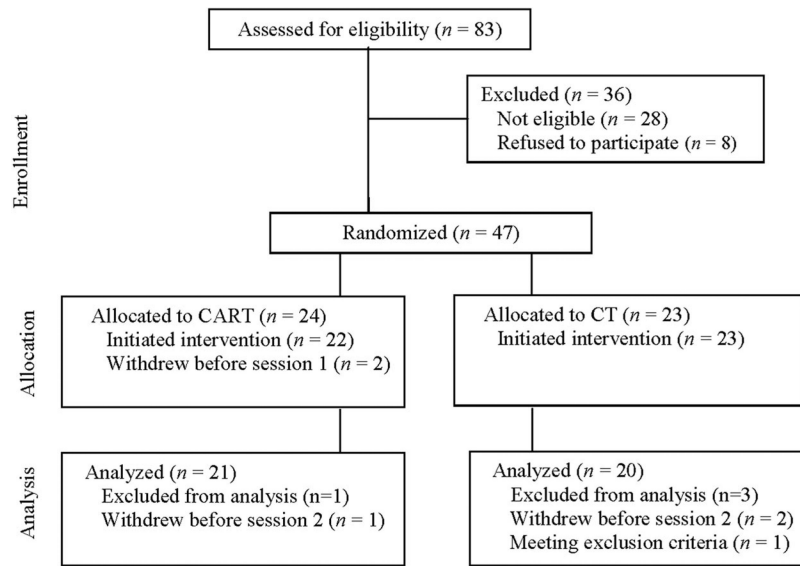 Assessed for eligibility (n = 83)
Enrollment
Excluded (n = 36)
Not eligible (n = 28)
Refused to participate (n = 8)
Randomized (n = 47)
Allocation
Allocated to CART (n = 24)
Initiated intervention (n = 22)
Withdrew before session 1 (n = 2)
Allocated to CT (n = 23)
Initiated intervention (n = 23)
Analysis
Analyzed (n = 21)
Excluded from analysis (n=1)
Withdrew before session 2 (n = 1)
Analyzed (n = 20)
Excluded from analysis (n=3)
Withdrew before session 2 (n = 2)
Meeting exclusion criteria (n = 1)